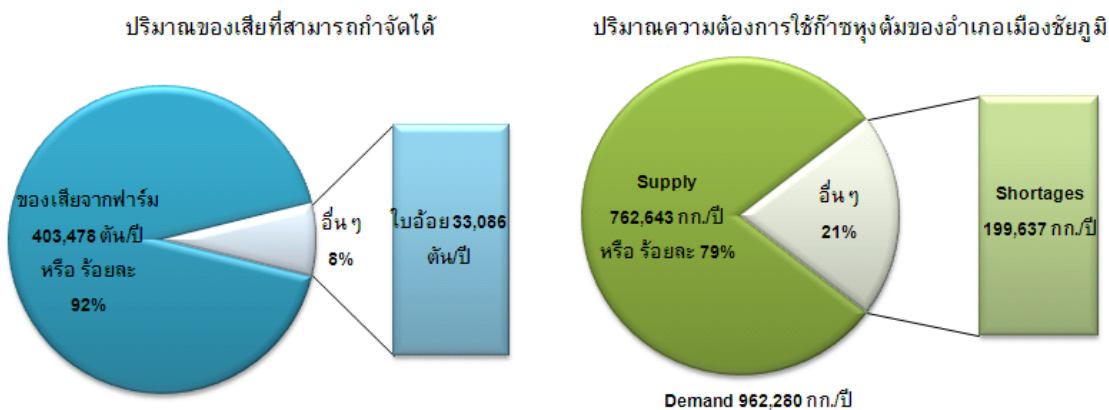 ปริมาณของเสียที่สามารถกำจัดได้
ของเสียจากฟาร์ม
403,478 ตัน/ปี
หรือ ร้อยละ
92%
อื่น ๆ
8%
ใบอ้อย 33,086
ตัน/ปี
ปริมาณความต้องการใช้ก๊าซหุงต้มของอำเภอเมืองชัยภูมิ
Supply
762,643 กก./ปี
หรือ ร้อยละ 79%
อื่น ๆ
21%
Shortages
199,637 กก./ปี
Demand 962,280 กก./ปี